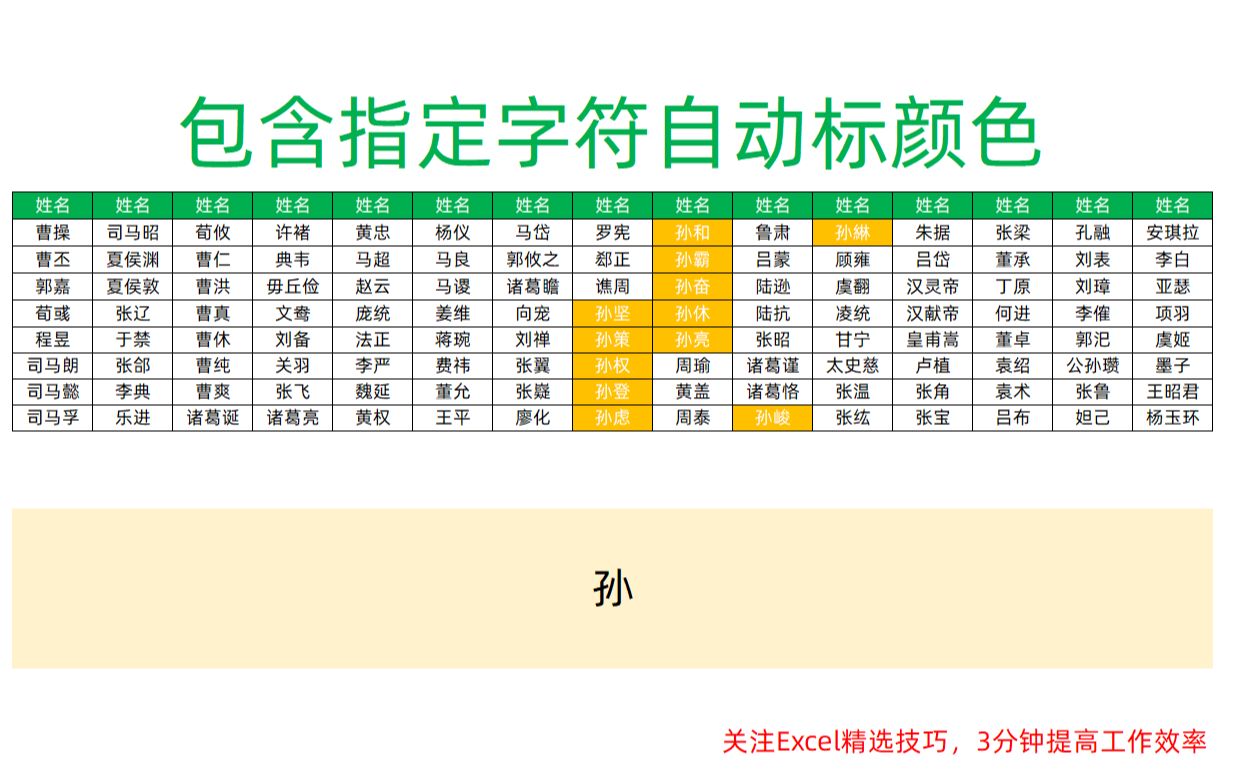 包含指定字符自动标颜色
姓名 姓名 姓名 姓名 姓名 姓名 姓名 姓名 姓名 姓名 姓名 姓名 姓名 姓名 姓名
曹操 司马昭 荀攸 许褚 黄忠 杨仪 马岱 罗宪 孙和 鲁肃 孙綝 朱据 张梁 孔融 安琪拉
曹丕 夏侯渊 曹仁 典韦 马超 马良 郭攸之 郄正 孙霸 吕蒙 顾雍 吕岱 董承 刘表 李白
郭嘉 夏侯敦 曹洪 毋丘俭 赵云 马谡 诸葛瞻 谯周 孙奋 陆逊 虞翻 汉灵帝 丁原 刘璋 亚瑟
荀彧 张辽 曹真 文鸯 庞统 姜维 向宠 孙坚 孙休 陆抗 凌统 汉献帝 何进 李傕 项羽
程昱 于禁 曹休 刘备 法正 蒋琬 刘禅 孙策 孙亮 张昭 甘宁 皇甫嵩 董卓 郭汜 虞姬
司马朗 张郃 曹纯 关羽 李严 费祎 张翼 孙权 周瑜 诸葛谨 太史慈 卢植 袁绍 公孙瓒 墨子
司马懿 李典 曹爽 张飞 魏延 董允 张嶷 孙登 黄盖 诸葛恪 张温 张角 袁术 张鲁 王昭君
司马孚 乐进 诸葛诞 诸葛亮 黄权 王平 廖化 孙虑 周泰 孙峻 张纮 张宝 吕布 妲己 杨玉环
孙
关注Excel精选技巧，3分钟提高工作效率